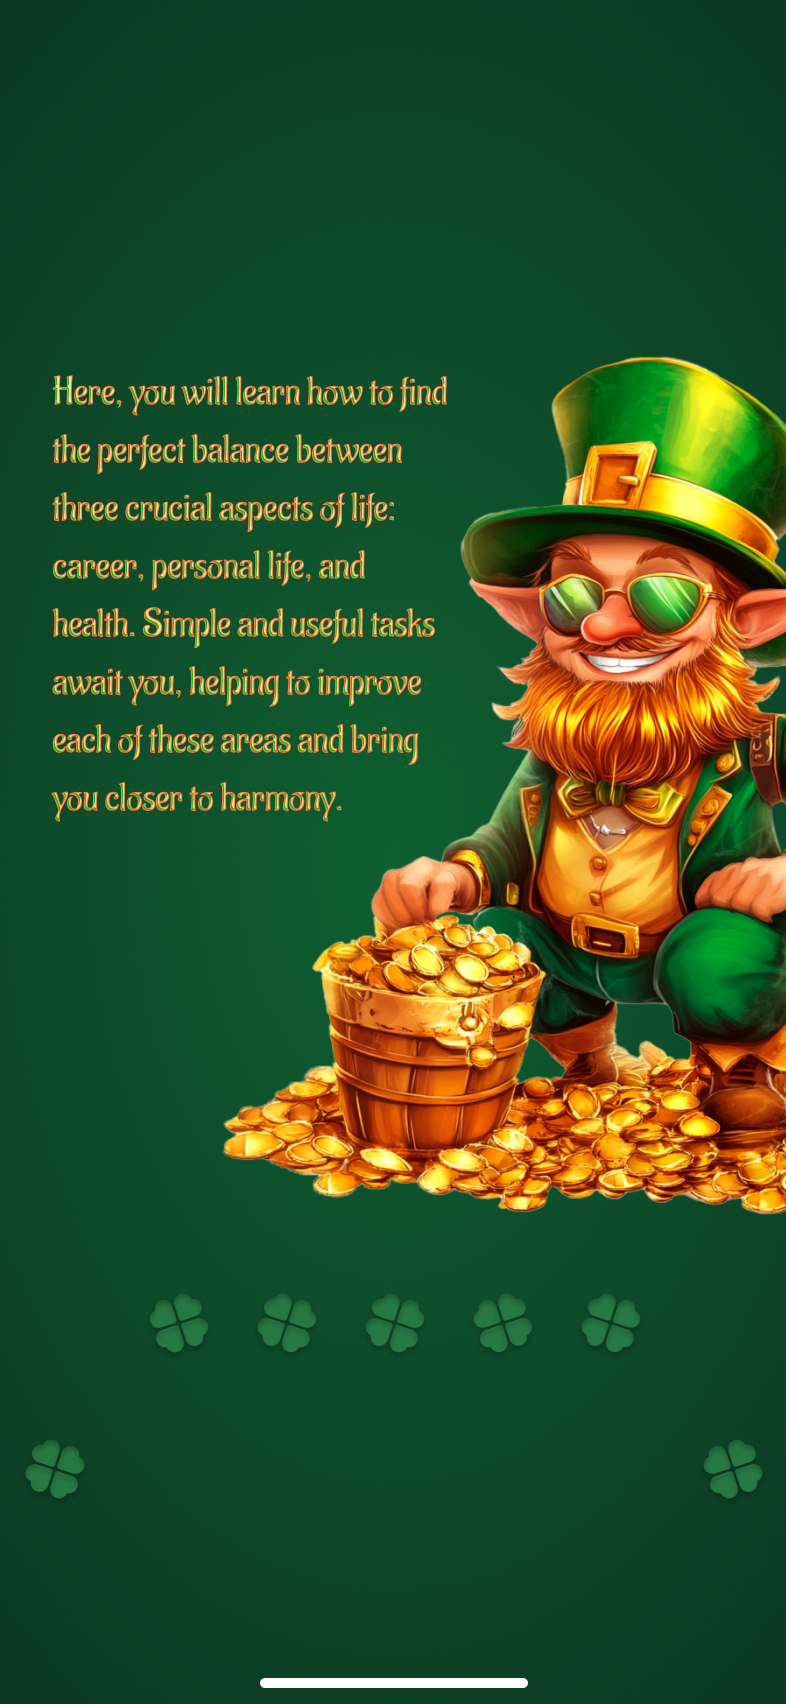 Here, you will learn how to find
the perfect balance between
three crucial aspects of life:
career, personal life, and
health. Simple and useful tasks
await you, helping to improve
each of these areas and bring
you closer to harmony.